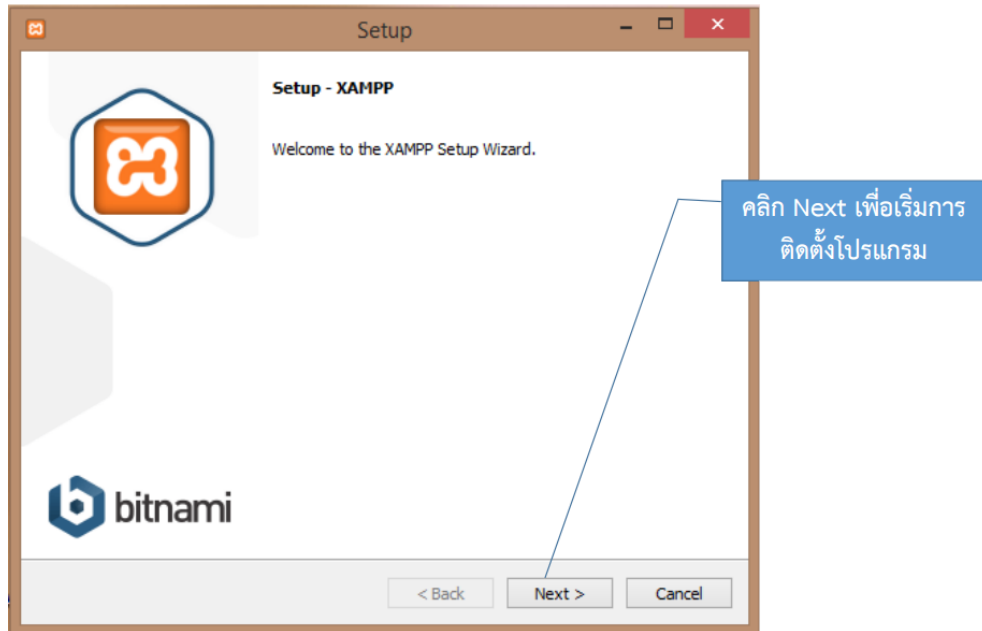 Setup
Setup - XAMPP
Welcome to the XAMPP Setup Wizard.
คลิก Next เพื่อเริ่มการ
ติดตั้งโปรแกรม
bitnami
< Back
Next >
Cancel